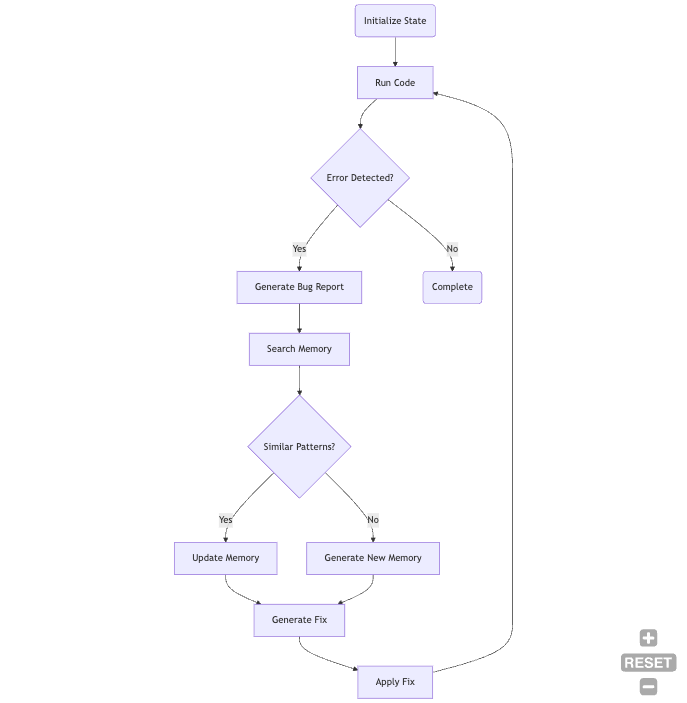 Initialize State
Run Code
Error Detected?
Yes
No
Generate Bug Report
Complete
Search Memory
Similar Patterns?
Yes
No
Update Memory
Generate New Memory
Generate Fix
Apply Fix
RESET